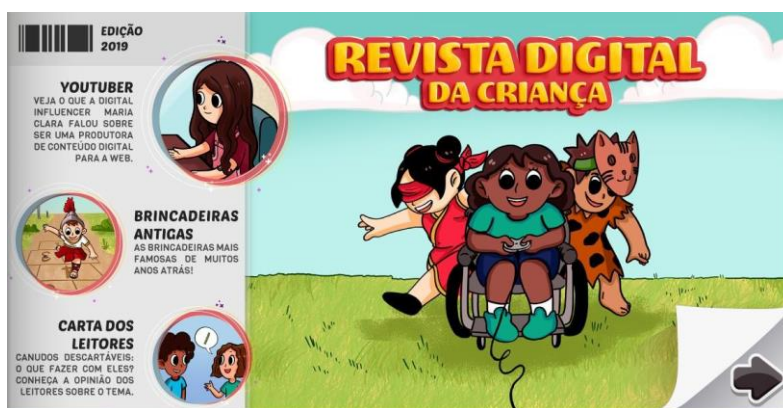 EDIÇÃO
2019
YOUTUBER
VEJA O QUE A DIGITAL
INFLUENCER MARIA
CLARA FALOU SOBRE
SER UMA PRODUTORA
DE CONTEÚDO DIGITAL
PARA A WEB.
BRINCADEIRAS
ANTIGAS
AS BRINCADEIRAS MAIS
FAMOSAS DE MUITOS
ANOS ATRÁS!
CARTA DOS
LEITORES
CANUDOS DESCARTÁVEIS:
O QUE FAZER COM ELES?
CONHEÇA A OPINIÃO DOS
LEITORES SOBRE O TEMA.
REVISTA DIGITAL
DA CRIANÇA